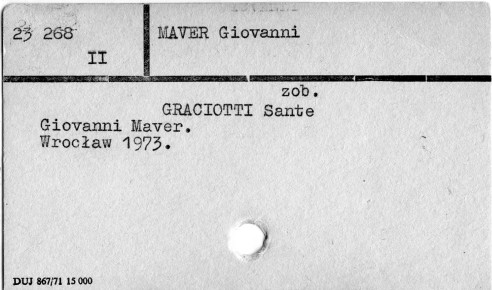 23 268
II
MAVER Giovanni
zob.
GRACIOTTI Sante
Giovanni Maver.
Wrocław 1973.
DUJ 867/71 15 000